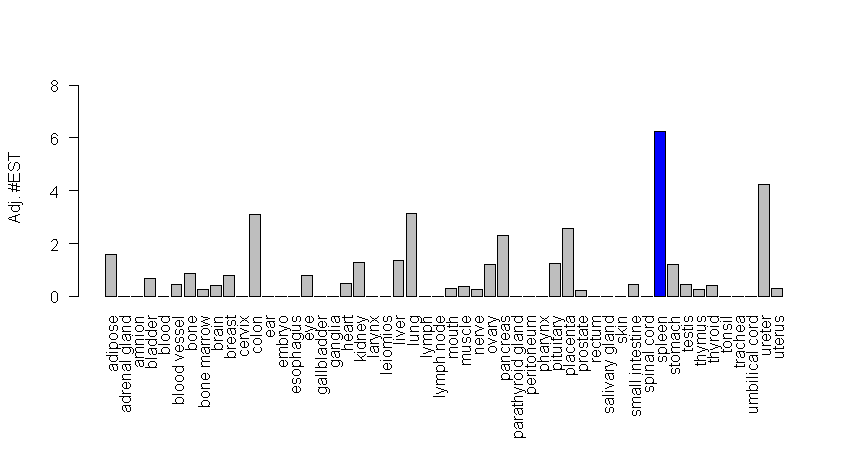 8
6
4
2
0
Adj. #EST
adipose
adrenal gland
amnion
bladder
blood
blood vessel
bone
bone marrow
brain
breast
cervix
colon
ear
embryo
esophagus
eye
gallbladder
ganglia
heart
kidney
larynx
leiomios
liver
lung
lymph
lymph node
mouth
muscle
nerve
ovary
pancreas
parathyroid gland
peritoneum
pharynx
pituitary
placenta
prostate
rectum
salivary gland
skin
small intestine
spinal cord
spleen
stomach
testis
thymus
thyroid
tonsil
trachea
umbilical cord
ureter
uterus